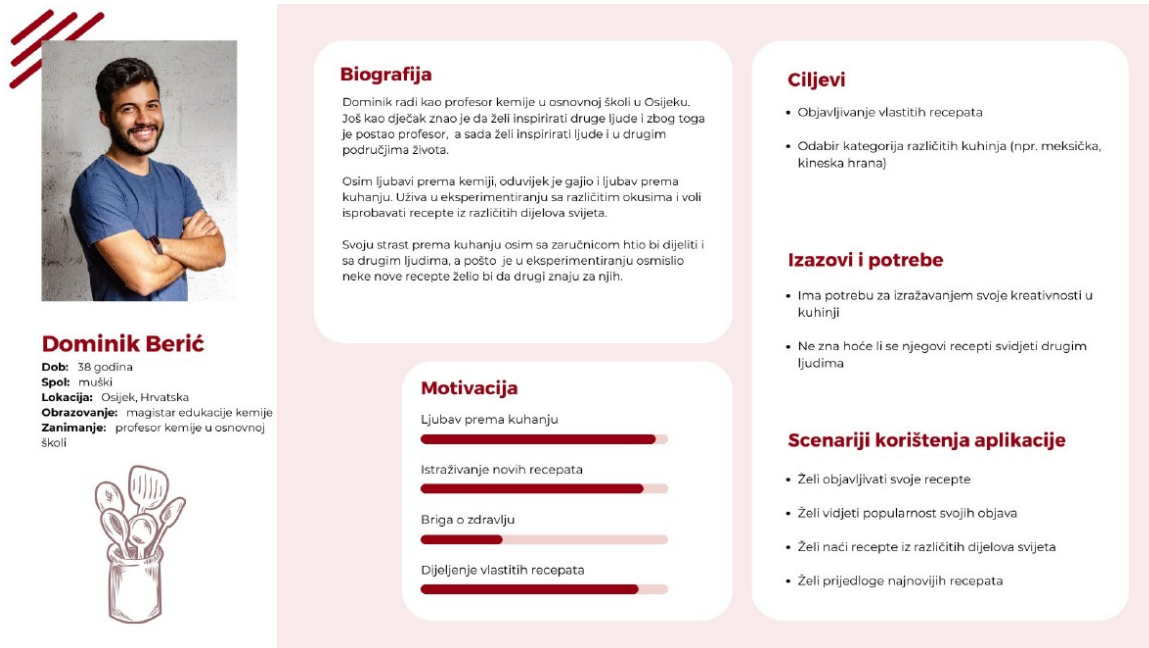 Dominik Berić
Dob: 38 godina
Spol: muški
Lokacija: Osijek, Hrvatska
Obrazovanje: magistar edukacije kemije
Zanimanje: profesor kemije u osnovnoj
školi
Biografija
Dominik radi kao profesor kemije u osnovnoj školi u Osijeku.
Još kao dječak znao je da želi inspirirati druge ljude i zbog toga
je postao profesor, a sada želi inspirirati ljude i u drugim
područjima života.
Osim ljubavi prema kemiji, oduvijek je gajio i ljubav prema
kuhanju. Uživa u eksperimentiranju sa različitim okusima i voli
isprobavati recepte iz različitih dijelova svijeta.
Svoju strast prema kuhanju osim sa zaručnicom htio bi dijeliti i
sa drugim ljudima, a pošto je u eksperimentiranju osmislio
neke nove recepte želio bi da drugi znaju za njih.
Motivacija
Ljubav prema kuhanju
Istraživanje novih recepata
Briga o zdravlju
Dijeljenje vlastitih recepata
Ciljevi
• Objavljivanje vlastitih recepata
• Odabir kategorija različitih kuhinja (npr. meksička,
kineska hrana)
Izazovi i potrebe
• Ima potrebu za izražavanjem svoje kreativnosti u
kuhinji
• Ne zna hoće li se njegovi recepti svidjeti drugim
ljudima
Scenariji korištenja aplikacije
• Želi objavljivati svoje recepte
• Želi vidjeti popularnost svojih objava
• Želi naći recepte iz različitih dijelova svijeta
• Želi prijedloge najnovijih recepata